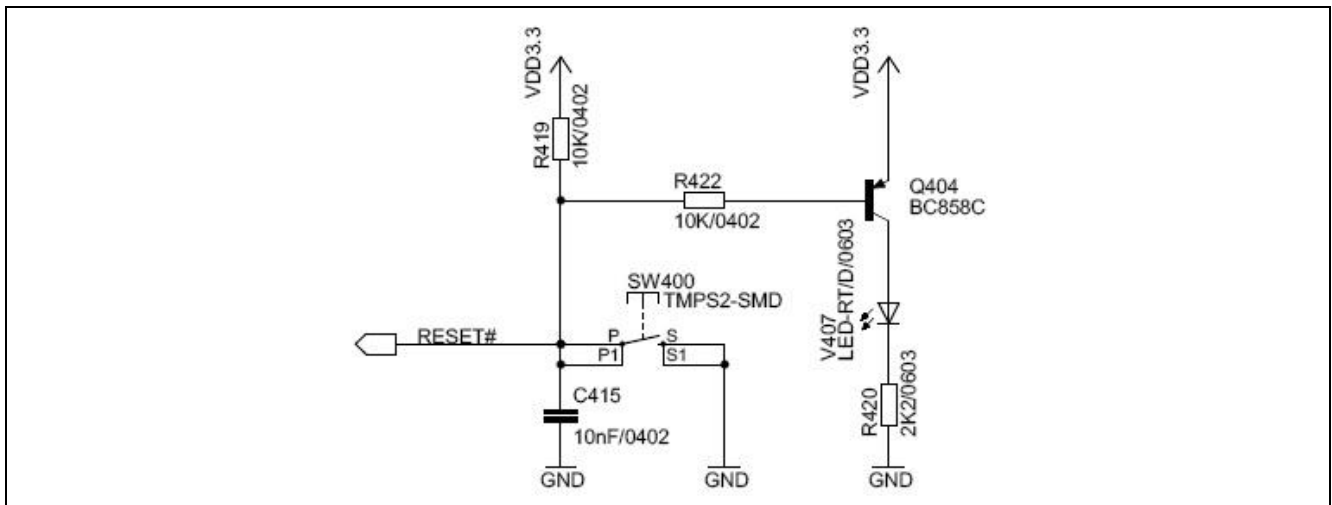 VDD3.3
VDD3.3
R419
10K/0402
R422
10K/0402
Q404
BC858C
SW400
TMPS2-SMD
V407
LED-RT/D/0603
RESET#
P
S
P1
S1
C415
10nF/0402
R420
2K2/0603
GND
GND
GND